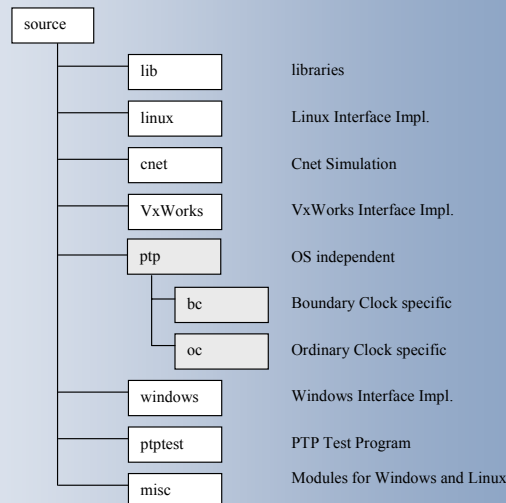 source
lib libraries
linux Linux Interface Impl.
cnet Cnet Simulation
VxWorks VxWorks Interface Impl.
ptp OS independent
bc Boundary Clock specific
oc Ordinary Clock specific
windows Windows Interface Impl.
ptptest PTP Test Program
misc Modules for Windows and Linux